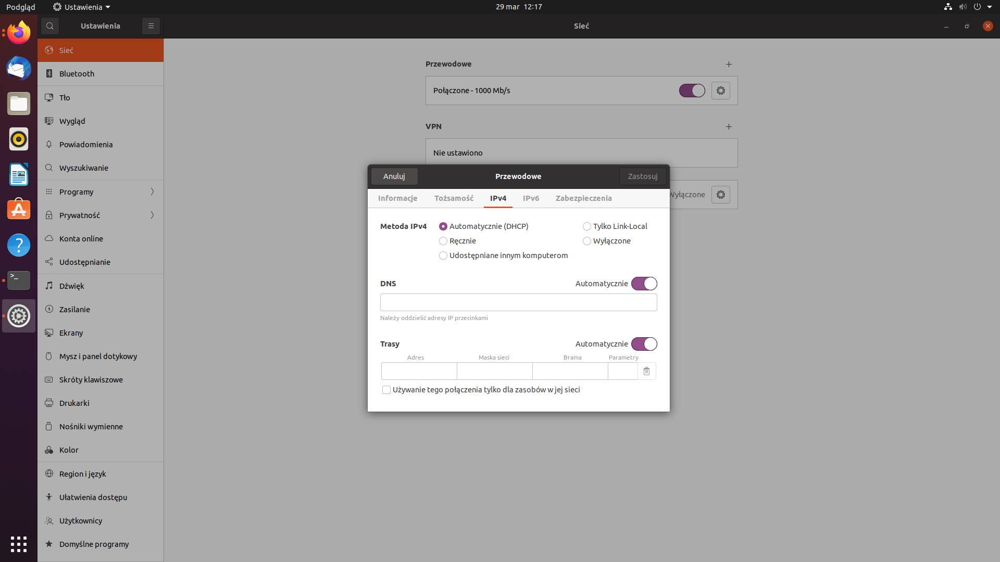 Podgląd
Ustawienia
29 mar 12:17
Ustawienia
Sieć
Sieć
Bluetooth
Tło
Wygląd
Powiadomienia
Wyszukiwanie
Programy
Prywatność
Konta online
Udostępnianie
Dźwięk
Zasilanie
Ekrany
Mysz i panel dotykowy
Skróty klawiszowe
Drukarki
Nośniki wymienne
Kolor
Region i język
Ułatwienia dostępu
Użytkownicy
Domyślne programy
Przewodowe
Połączone - 1000 Mb/s
VPN
Nie ustawiono
Wyłączone
Anuluj
Przewodowe
Zastosuj
Informacje
Tożsamość
IPv4
IPv6
Zabezpieczenia
Metoda IPv4
Automatycznie (DHCP)
Tylko Link-Local
Ręcznie
Wyłączone
Udostępniane innym komputerom
DNS
Automatycznie
Należy oddzielić adresy IP przecinkami
Trasy
Automatycznie
Adres
Maska sieci
Brama
Parametry
Używanie tego połączenia tylko dla zasobów w jej sieci